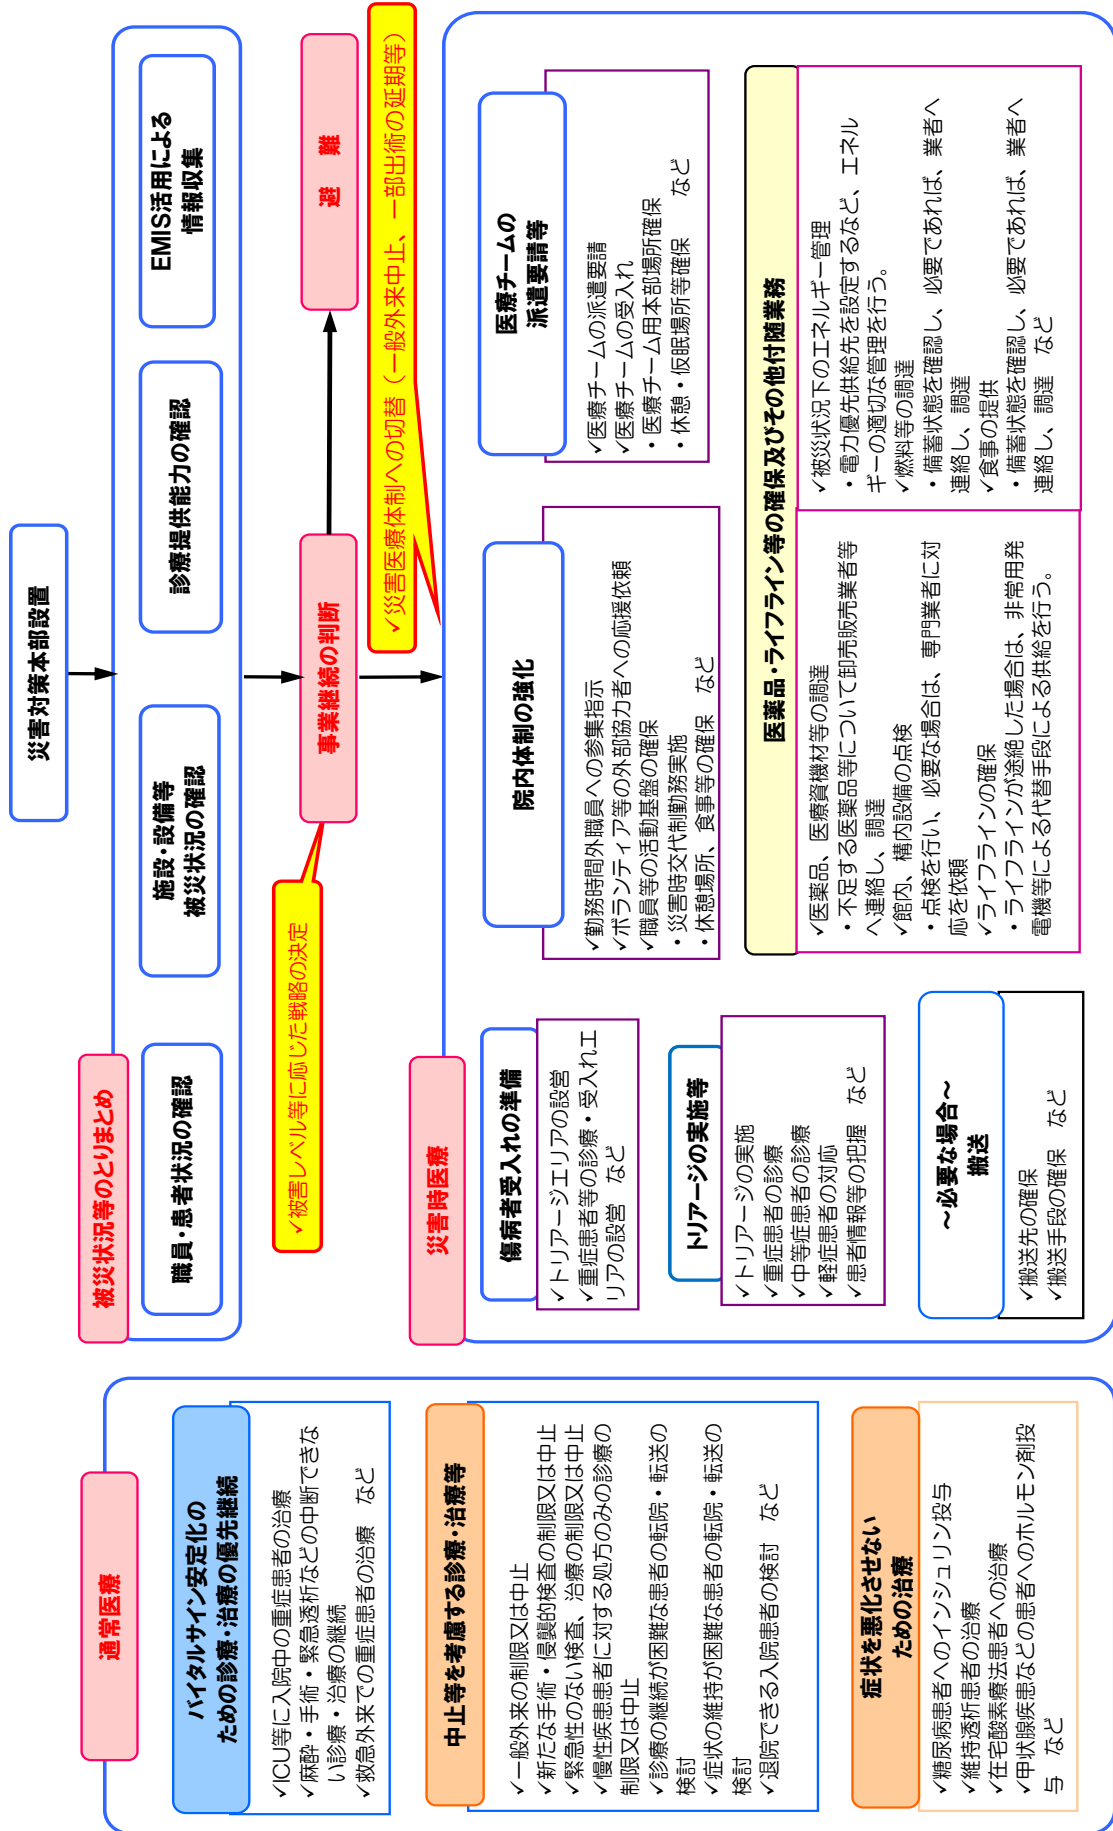 通常医療
バイタルサイン安定化の
ための診療・治療の優先継続
✓ICU等に入院中の重症患者の治療
✓麻酔・手術・緊急透析などの中断できな
い診療・治療の継続
✓救急外来での重症患者の治療　など
中止等を考慮する診療・治療等
✓一般外来の制限又は中止
✓新たな手術・侵襲的検査の制限又は中止
✓緊急性のない検査、治療の制限又は中止
✓慢性疾患患者に対する処方のみの診療の
制限又は中止
✓診療の継続が困難な患者の転院・転送の
検討
✓症状の維持が困難な患者の転院・転送の
検討
✓退院できる入院患者の検討　など
症状を悪化させない
ための治療
✓糖尿病患者へのインシュリン投与
✓維持透析患者の治療
✓在宅酸素療法患者への治療
✓甲状腺疾患などの患者へのホルモン剤投
与　など
災害対策本部設置
被災状況等のとりまとめ
職員・患者状況の確認
施設・設備等
被災状況の確認
診療提供能力の確認
EMIS活用による
情報収集
✓被害レベル等に応じた戦略の決定
事業継続の判断
避　難
✓災害医療体制への切替（一般外来中止、一部出術の延期等）
災害時医療
傷病者受入れの準備
✓トリアージエリアの設営
✓重症患者等の診療・受入れエ
リアの設営　など
トリアージの実施等
✓トリアージの実施
✓重症患者の診療
✓中等症患者の診療
✓軽症患者の対応
✓患者情報等の把握　など
～必要な場合～
搬送
✓搬送先の確保
✓搬送手段の確保　など
院内体制の強化
✓勤務時間外職員への参集指示
✓ボランティア等の外部協力者への応援依頼
✓職員等の活動基盤の確保
・災害時交代制勤務実施
・休憩場所、食事等の確保　など
医療チームの
派遣要請等
✓医療チームの派遣要請
✓医療チームの受入れ
・医療チーム用本部場所確保
・休憩・仮眠場所等確保　など
医薬品・ライフライン等の確保及びその他付随業務
✓医薬品、医療資機材等の調達
・不足する医薬品等について卸売販売業者等
へ連絡し、調達
✓館内、構内設備の点検
・点検を行い、必要な場合は、専門業者に対
応を依頼
✓ライフラインの確保
・ライフラインが途絶した場合は、非常用発
電機等による代替手段による供給を行う。
✓被災状況下のエネルギー管理
・電力優先供給先を設定するなど、エネル
ギーの適切な管理を行う。
✓燃料等の調達
・備蓄状態を確認し、必要であれば、業者へ
連絡し、調達
✓食事の提供
・備蓄状態を確認し、必要であれば、業者へ
連絡し、調達　など